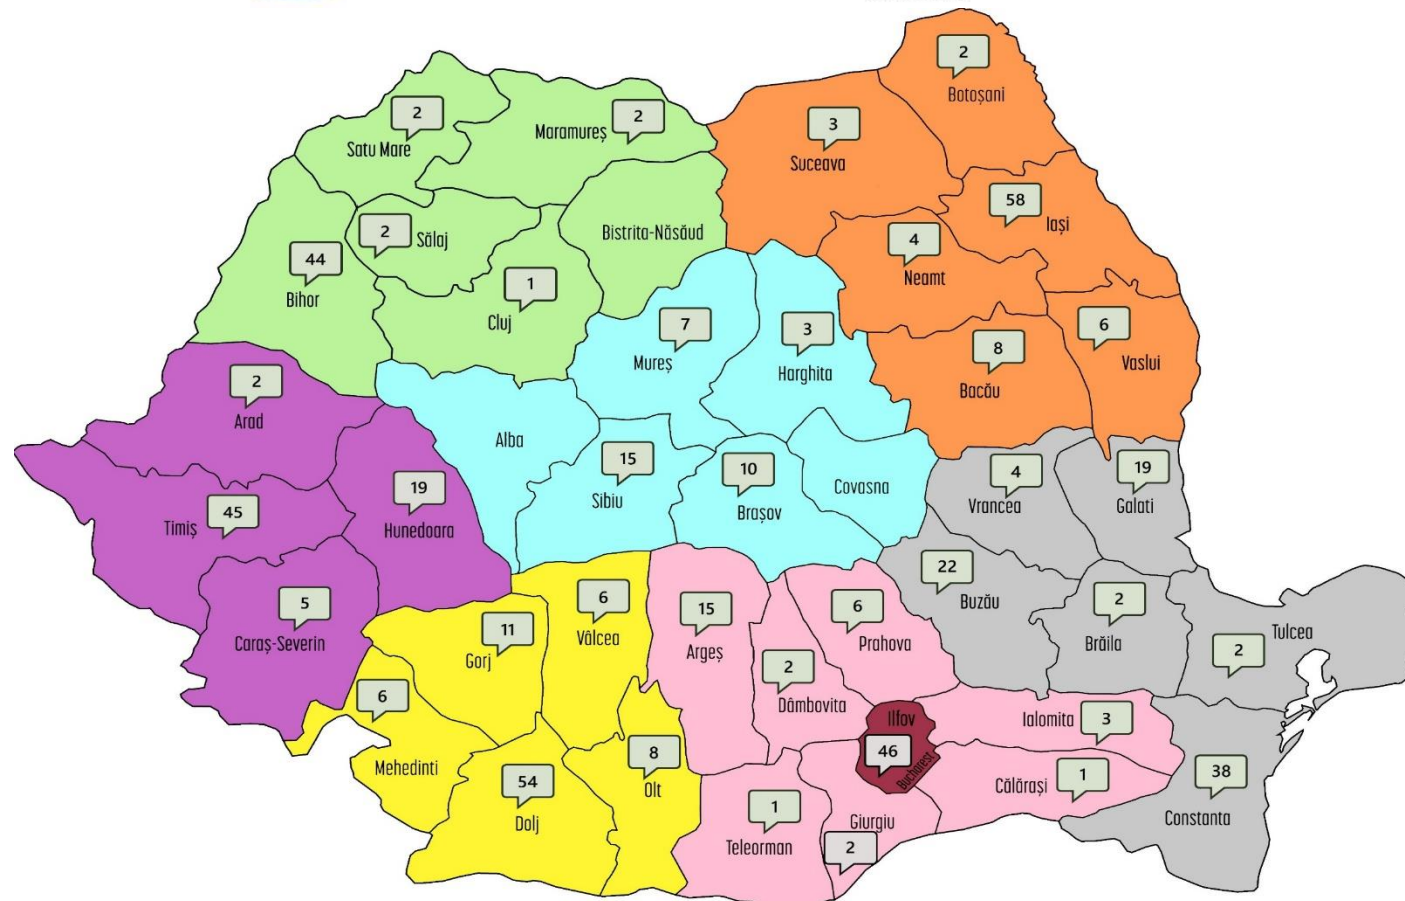 2
Botoșani
2
Satu Mare
2
Maramureș
3
Suceava
58
Iași
2
Sălaj
Bistrita-Năsăud
4
Neamt
44
Bihor
1
Cluj
7
Mureș
3
Harghita
8
Bacău
6
Vaslui
2
Arad
Alba
15
Sibiu
10
Brașov
Covasna
4
Vrancea
19
Galati
45
Timiș
19
Hunedoara
22
Buzău
2
Brăila
2
Tulcea
5
Caraș-Severin
11
Gorj
6
Vâlcea
15
Argeș
6
Prahova
2
Dâmbovita
6
Mehedinti
Ilfov
46
Bucharest
Ialomita
3
8
Olt
54
Dolj
Călărași
1
38
Constanta
1
Teleorman
Giurgiu
2